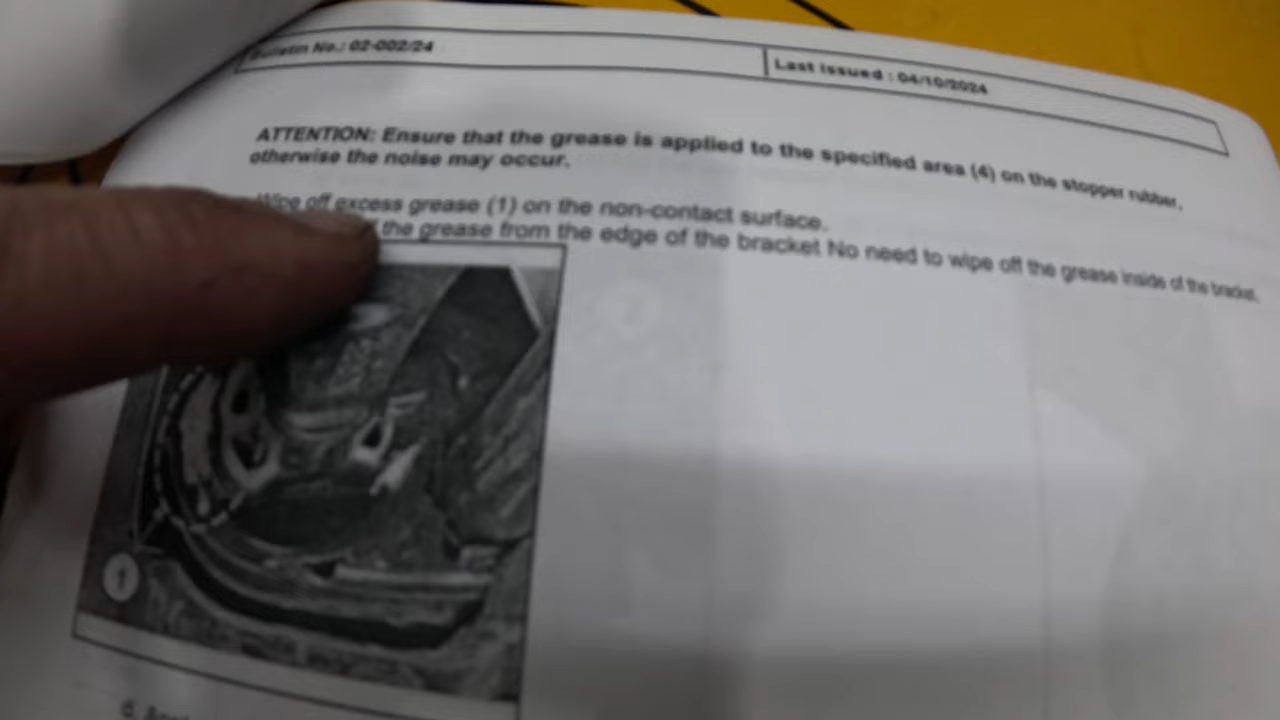 Bulletin No.: 02-002/24
Last Issued : 04/10/2024
ATTENTION: Ensure that the grease is applied to the specified area (4) on the stopper rubber,
otherwise the noise may occur.
Wipe off excess grease (1) on the non-contact surface.
the grease from the edge of the bracket No need to wipe off the grease inside of the bracket.
1